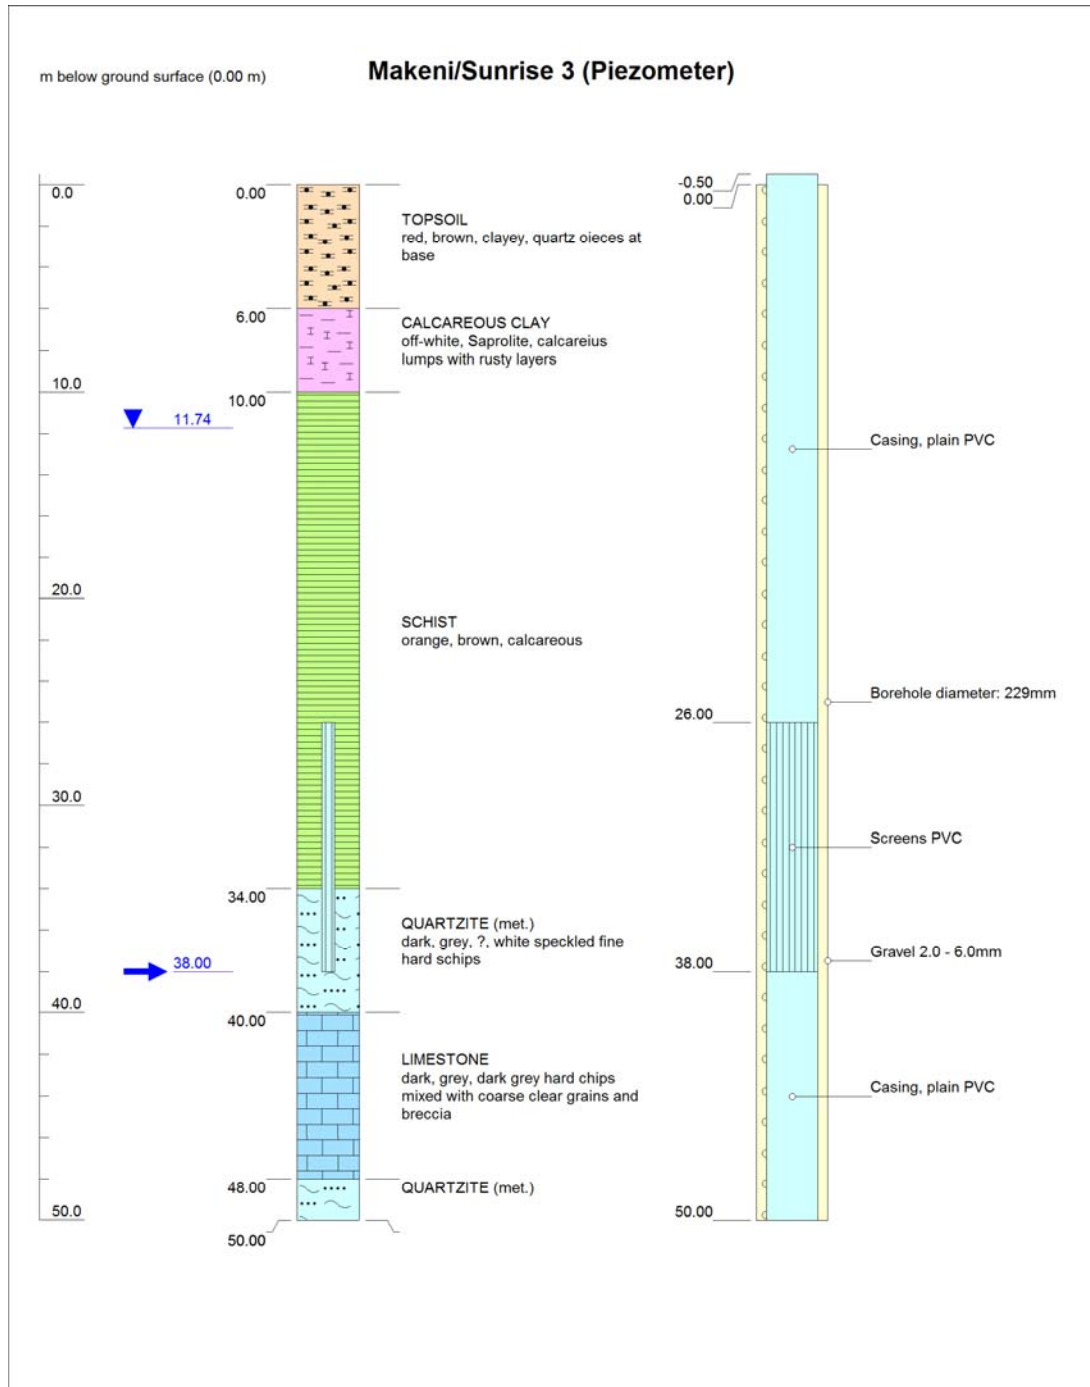 Makeni/Sunrise 3 (Piezometer)
m below ground surface (0.00 m)
0.0
10.0
20.0
30.0
40.0
50.0
11.74
38.00
0.00
6.00
10.00
34.00
40.00
48.00
50.00
TOPSOIL
red, brown, clayey, quartz oieces at
base
CALCAREOUS CLAY
off-white, Saprolite, calcareius
lumps with rusty layers
SCHIST
orange, brown, calcareous
QUARTZITE (met.)
dark, grey, ?, white speckled fine
hard schips
LIMESTONE
dark, grey, dark grey hard chips
mixed with coarse clear grains and
breccia
QUARTZITE (met.)
-0.50
0.00
26.00
38.00
50.00
Casing, plain PVC
Borehole diameter: 229mm
Screens PVC
Gravel 2.0 - 6.0mm
Casing, plain PVC